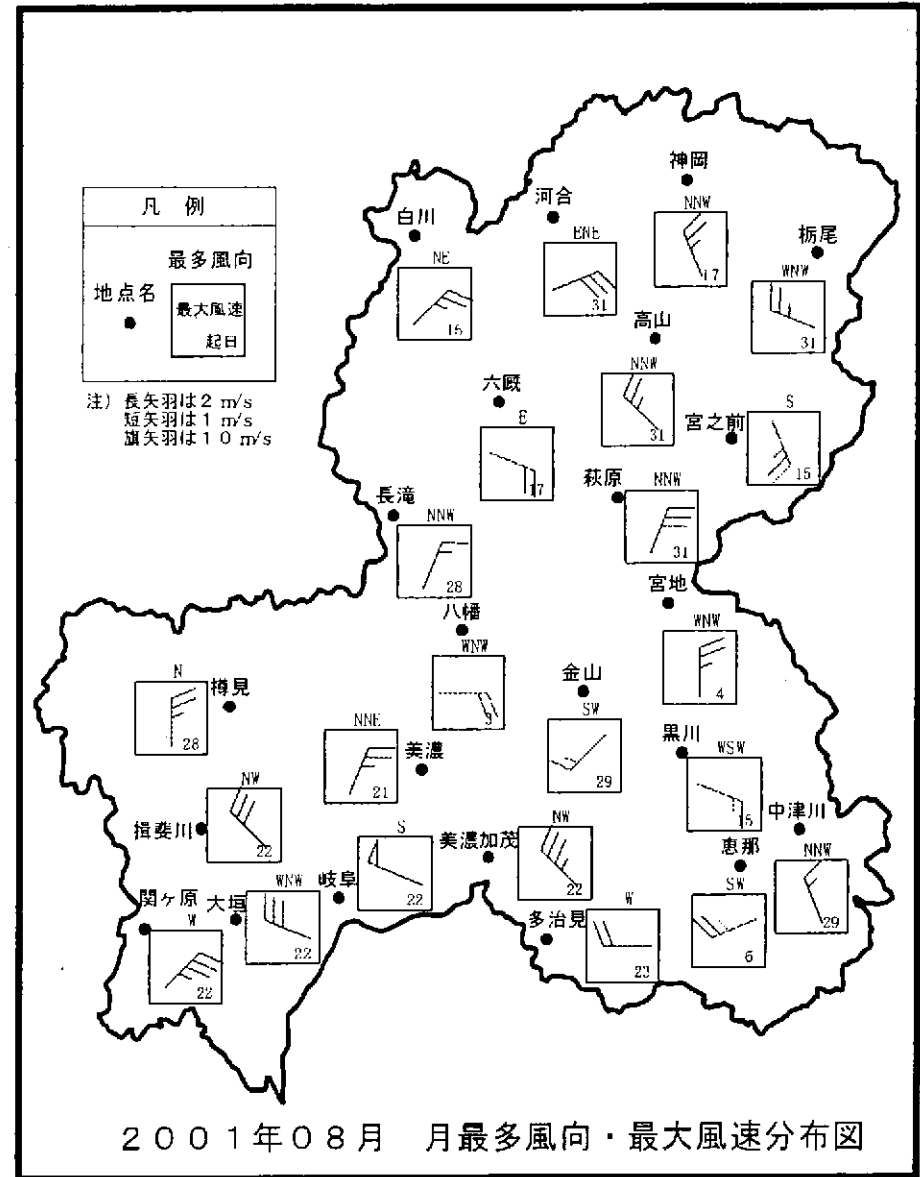 凡 例
最多風向
地点名
最大風速
起日
注) 長矢羽は2 m/s
短矢羽は1 m/s
旗矢羽は10 m/s
神岡
NNW
17
河合
ENE
31
白川
NE
15
栃尾
WNW
31
高山
NNW
31
六厩
E
17
宮之前
S
15
萩原
NNW
31
長滝
NNW
28
宮地
WNW
4
八幡
WNW
9
金山
SW
29
樽見
N
28
美濃
NNE
21
黒川
WSW
15
中津川
NNW
29
揖斐川
NW
22
岐阜
S
22
美濃加茂
NW
22
恵那
SW
6
関ヶ原
W
22
大垣
WNW
22
多治見
W
23
2001年08月 月最多風向・最大風速分布図